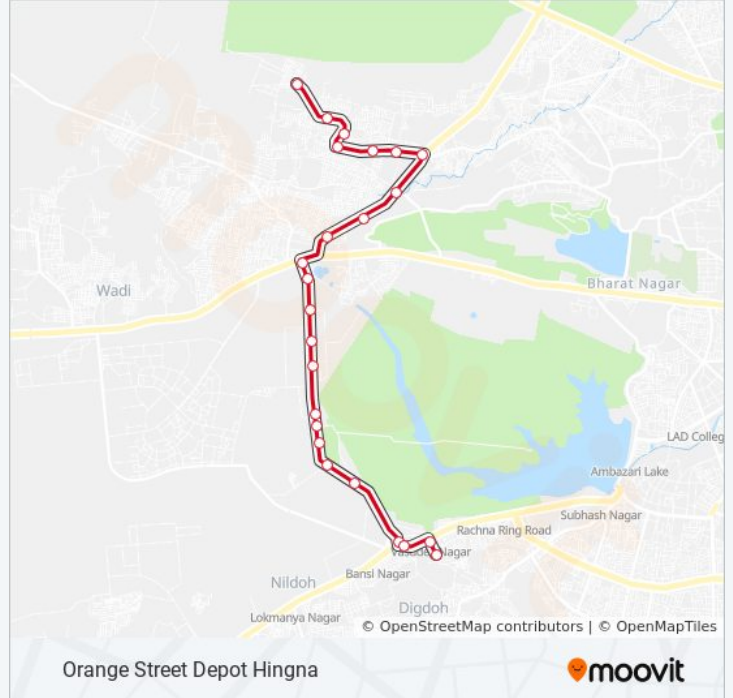 Wadi
Bharat Nagar
LAD Colleg
Ambazari Lake
Subhash Nagar
Rachna Ring Road
Nagar
Bansi Nagar
Nildoh
Digdoh
Lokmanya Nagar
© OpenStreetMap contributors | © OpenMapTiles
Orange Street Depot Hingna
moovit